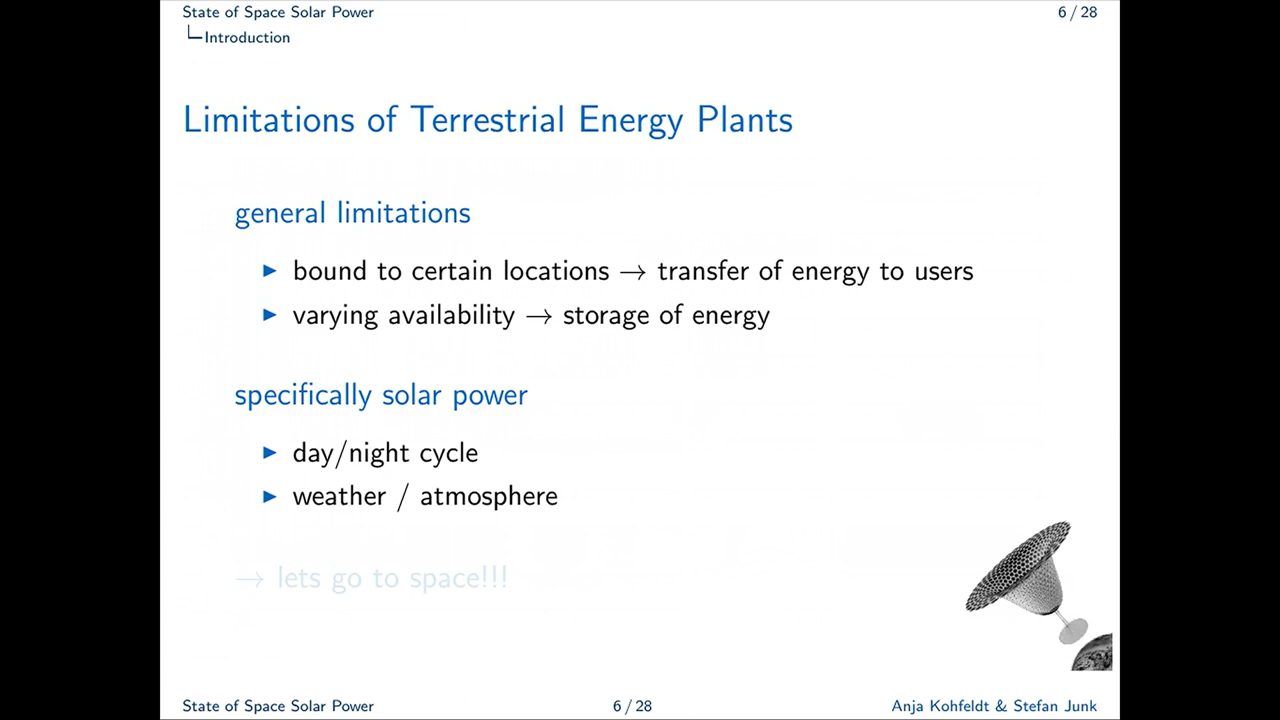 State of Space Solar Power 6 / 28
Introduction
Limitations of Terrestrial Energy Plants
general limitations
▶ bound to certain locations → transfer of energy to users
▶ varying availability → storage of energy
specifically solar power
▶ day/night cycle
▶ weather / atmosphere
→ lets go to space!!!
State of Space Solar Power 6 / 28 Anja Kohfeldt & Stefan Junk